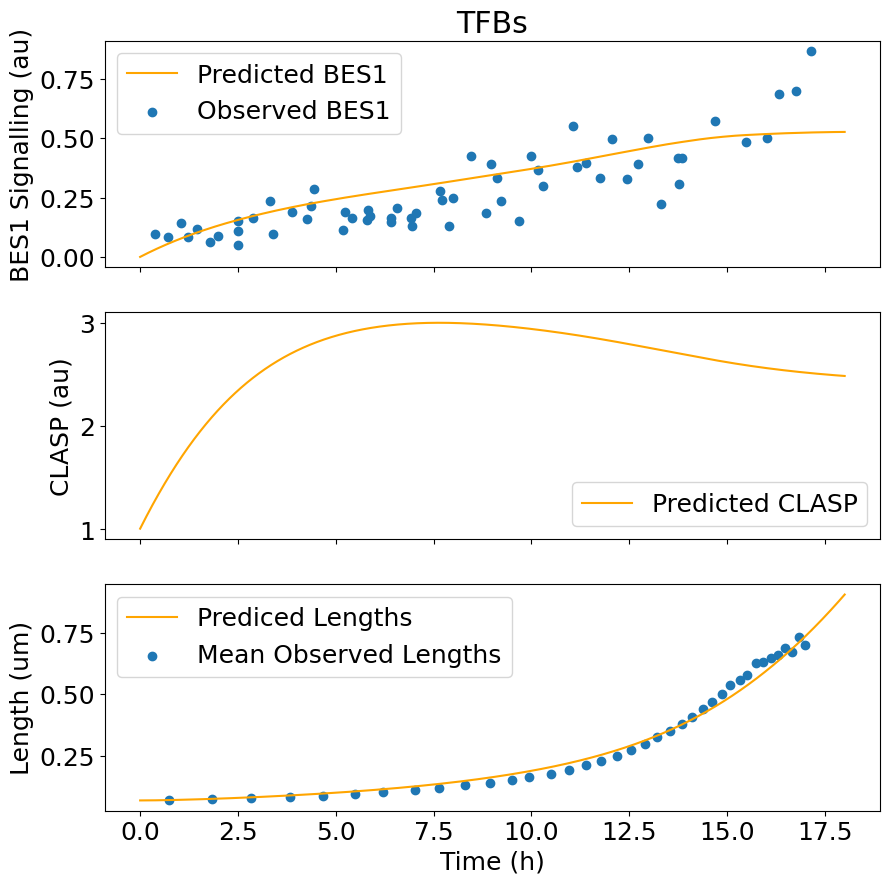 TFBs
BES1 Signalling (au)
0.75
0.50
0.25
0.00
Predicted BES1
Observed BES1
CLASP (au)
3
2
1
Predicted CLASP
Length (um)
0.75
0.50
0.25
Prediced Lengths
Mean Observed Lengths
0.0 2.5 5.0 7.5 10.0 12.5 15.0 17.5
Time (h)